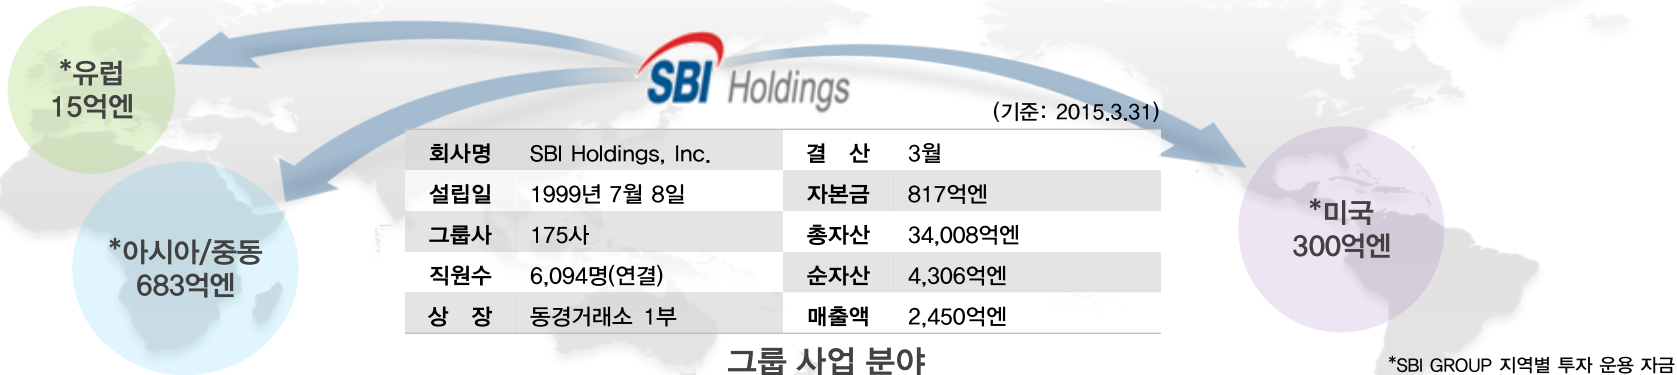 *유럽
15억엔
*아시아/중동
683억엔
SBI Holdings
(기준: 2015.3.31)
회사명 SBI Holdings, Inc. 결 산 3월
설립일 1999년 7월 8일 자본금 817억엔
그룹사 175사 총자산 34,008억엔
직원수 6,094명(연결) 순자산 4,306억엔
상 장 동경거래소 1부 매출액 2,450억엔
*미국
300억엔
그룹 사업 분야
*SBI GROUP 지역별 투자 운용 자금